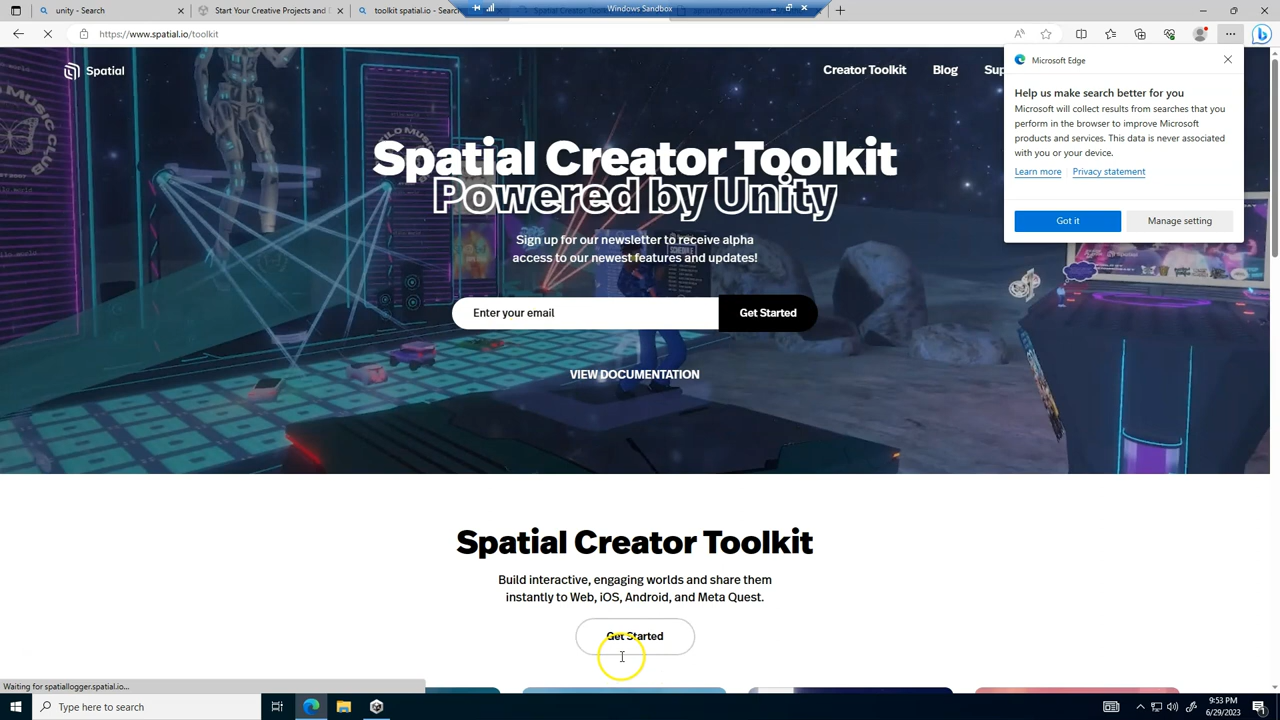 Windows Sandbox
unity - Search
Start Your Creative Projects and
toolkit spatial.io - Search
https://www.spatial.io/toolkit
Spatial
Creator Toolkit
Blog
Microsoft Edge
Help us make search better for you
Microsoft will collect results from searches that you
perform in the browser to improve Microsoft
products and services. This data is never associated
with you or your device.
Learn more
Privacy statement
Got it
Manage setting
Spatial Creator Toolkit
Powered by Unity
Sign up for our newsletter to receive alpha
access to our newest features and updates!
Enter your email
Get Started
VIEW DOCUMENTATION
Spatial Creator Toolkit
Build interactive, engaging worlds and share them
instantly to Web, iOS, Android, and Meta Quest.
Get Started
Waiting for spatiallogger.spatial.io...
Type here to search
9:53 PM
6/29/2023